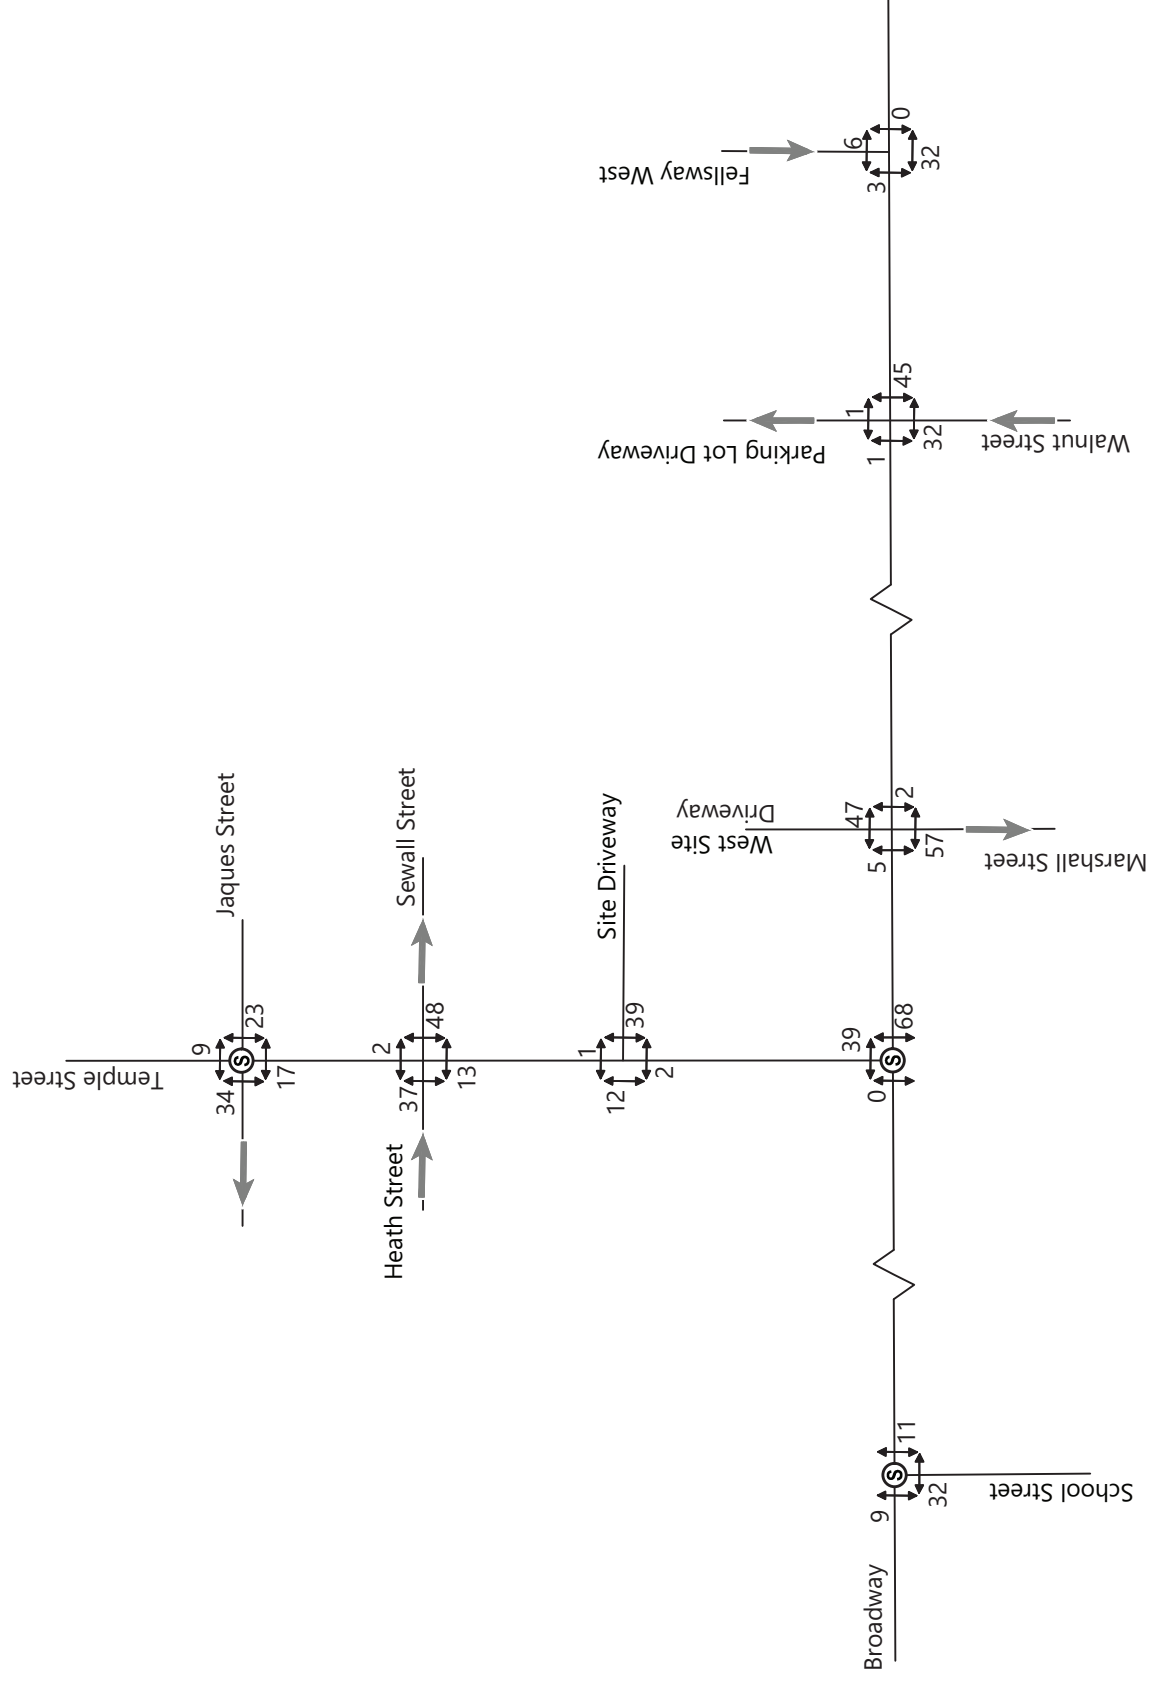 0
6
3
32
Fellsway West
45
1
1
32
Parking Lot Driveway
Walnut Street
Jaques Street
Sewall Street
Site Driveway
West Site
Driveway
47
2
5
57
Marshall Street
Temple Street
9
23
34
17
S
2
48
37
13
Heath Street
1
39
12
2
39
68
0
S
11
9
32
S
School Street
Broadway